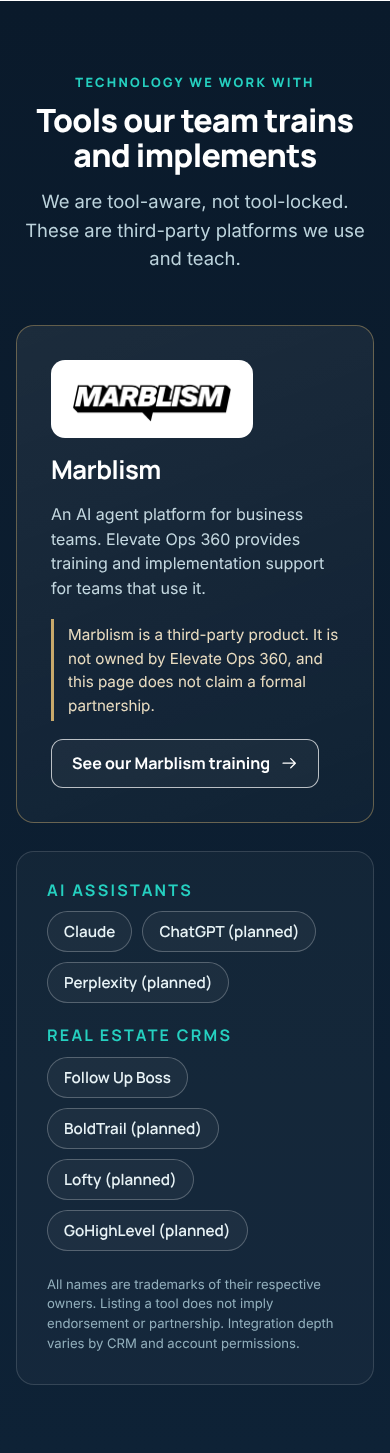 TECHNOLOGY WE WORK WITH
Tools our team trains
and implements
We are tool-aware, not tool-locked.
These are third-party platforms we use
and teach.
MARBLISM
Marblism
An AI agent platform for business
teams. Elevate Ops 360 provides
training and implementation support
for teams that use it.
Marblism is a third-party product. It is
not owned by Elevate Ops 360, and
this page does not claim a formal
partnership.
See our Marblism training →
AI ASSISTANTS
Claude ChatGPT (planned)
Perplexity (planned)
REAL ESTATE CRMS
Follow Up Boss
BoldTrail (planned)
Lofty (planned)
GoHighLevel (planned)
All names are trademarks of their respective
owners. Listing a tool does not imply
endorsement or partnership. Integration depth
varies by CRM and account permissions.